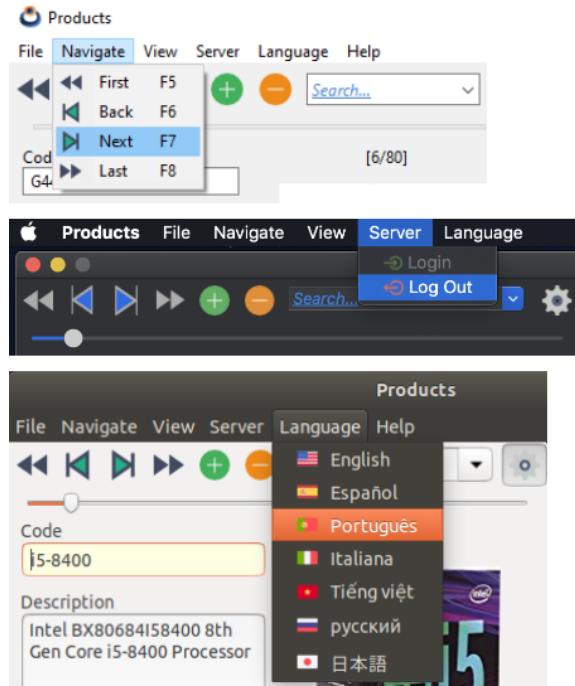 Products
File Navigate View Server Language Help
First F5
Search...
Back F6
Next F7
Last F8
[6/80]
Products File Navigate View Server Language
Login
Log Out
Search...
Products
File Navigate View Server Language Help
English
Español
Português
Italiana
Tiếng việt
русский
日本語
Code
i5-8400
Description
Intel BX80684I58400 8th
Gen Core i5-8400 Processor
intel
i5